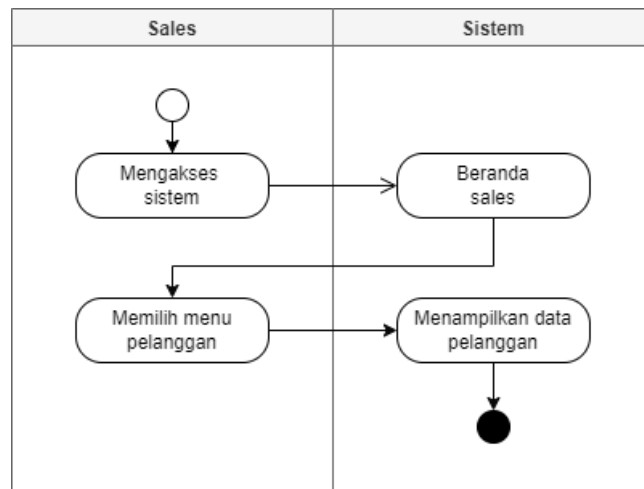 Sales
Sistem
Mengakses
sistem
Beranda
sales
Memilih menu
pelanggan
Menampilkan data
pelanggan